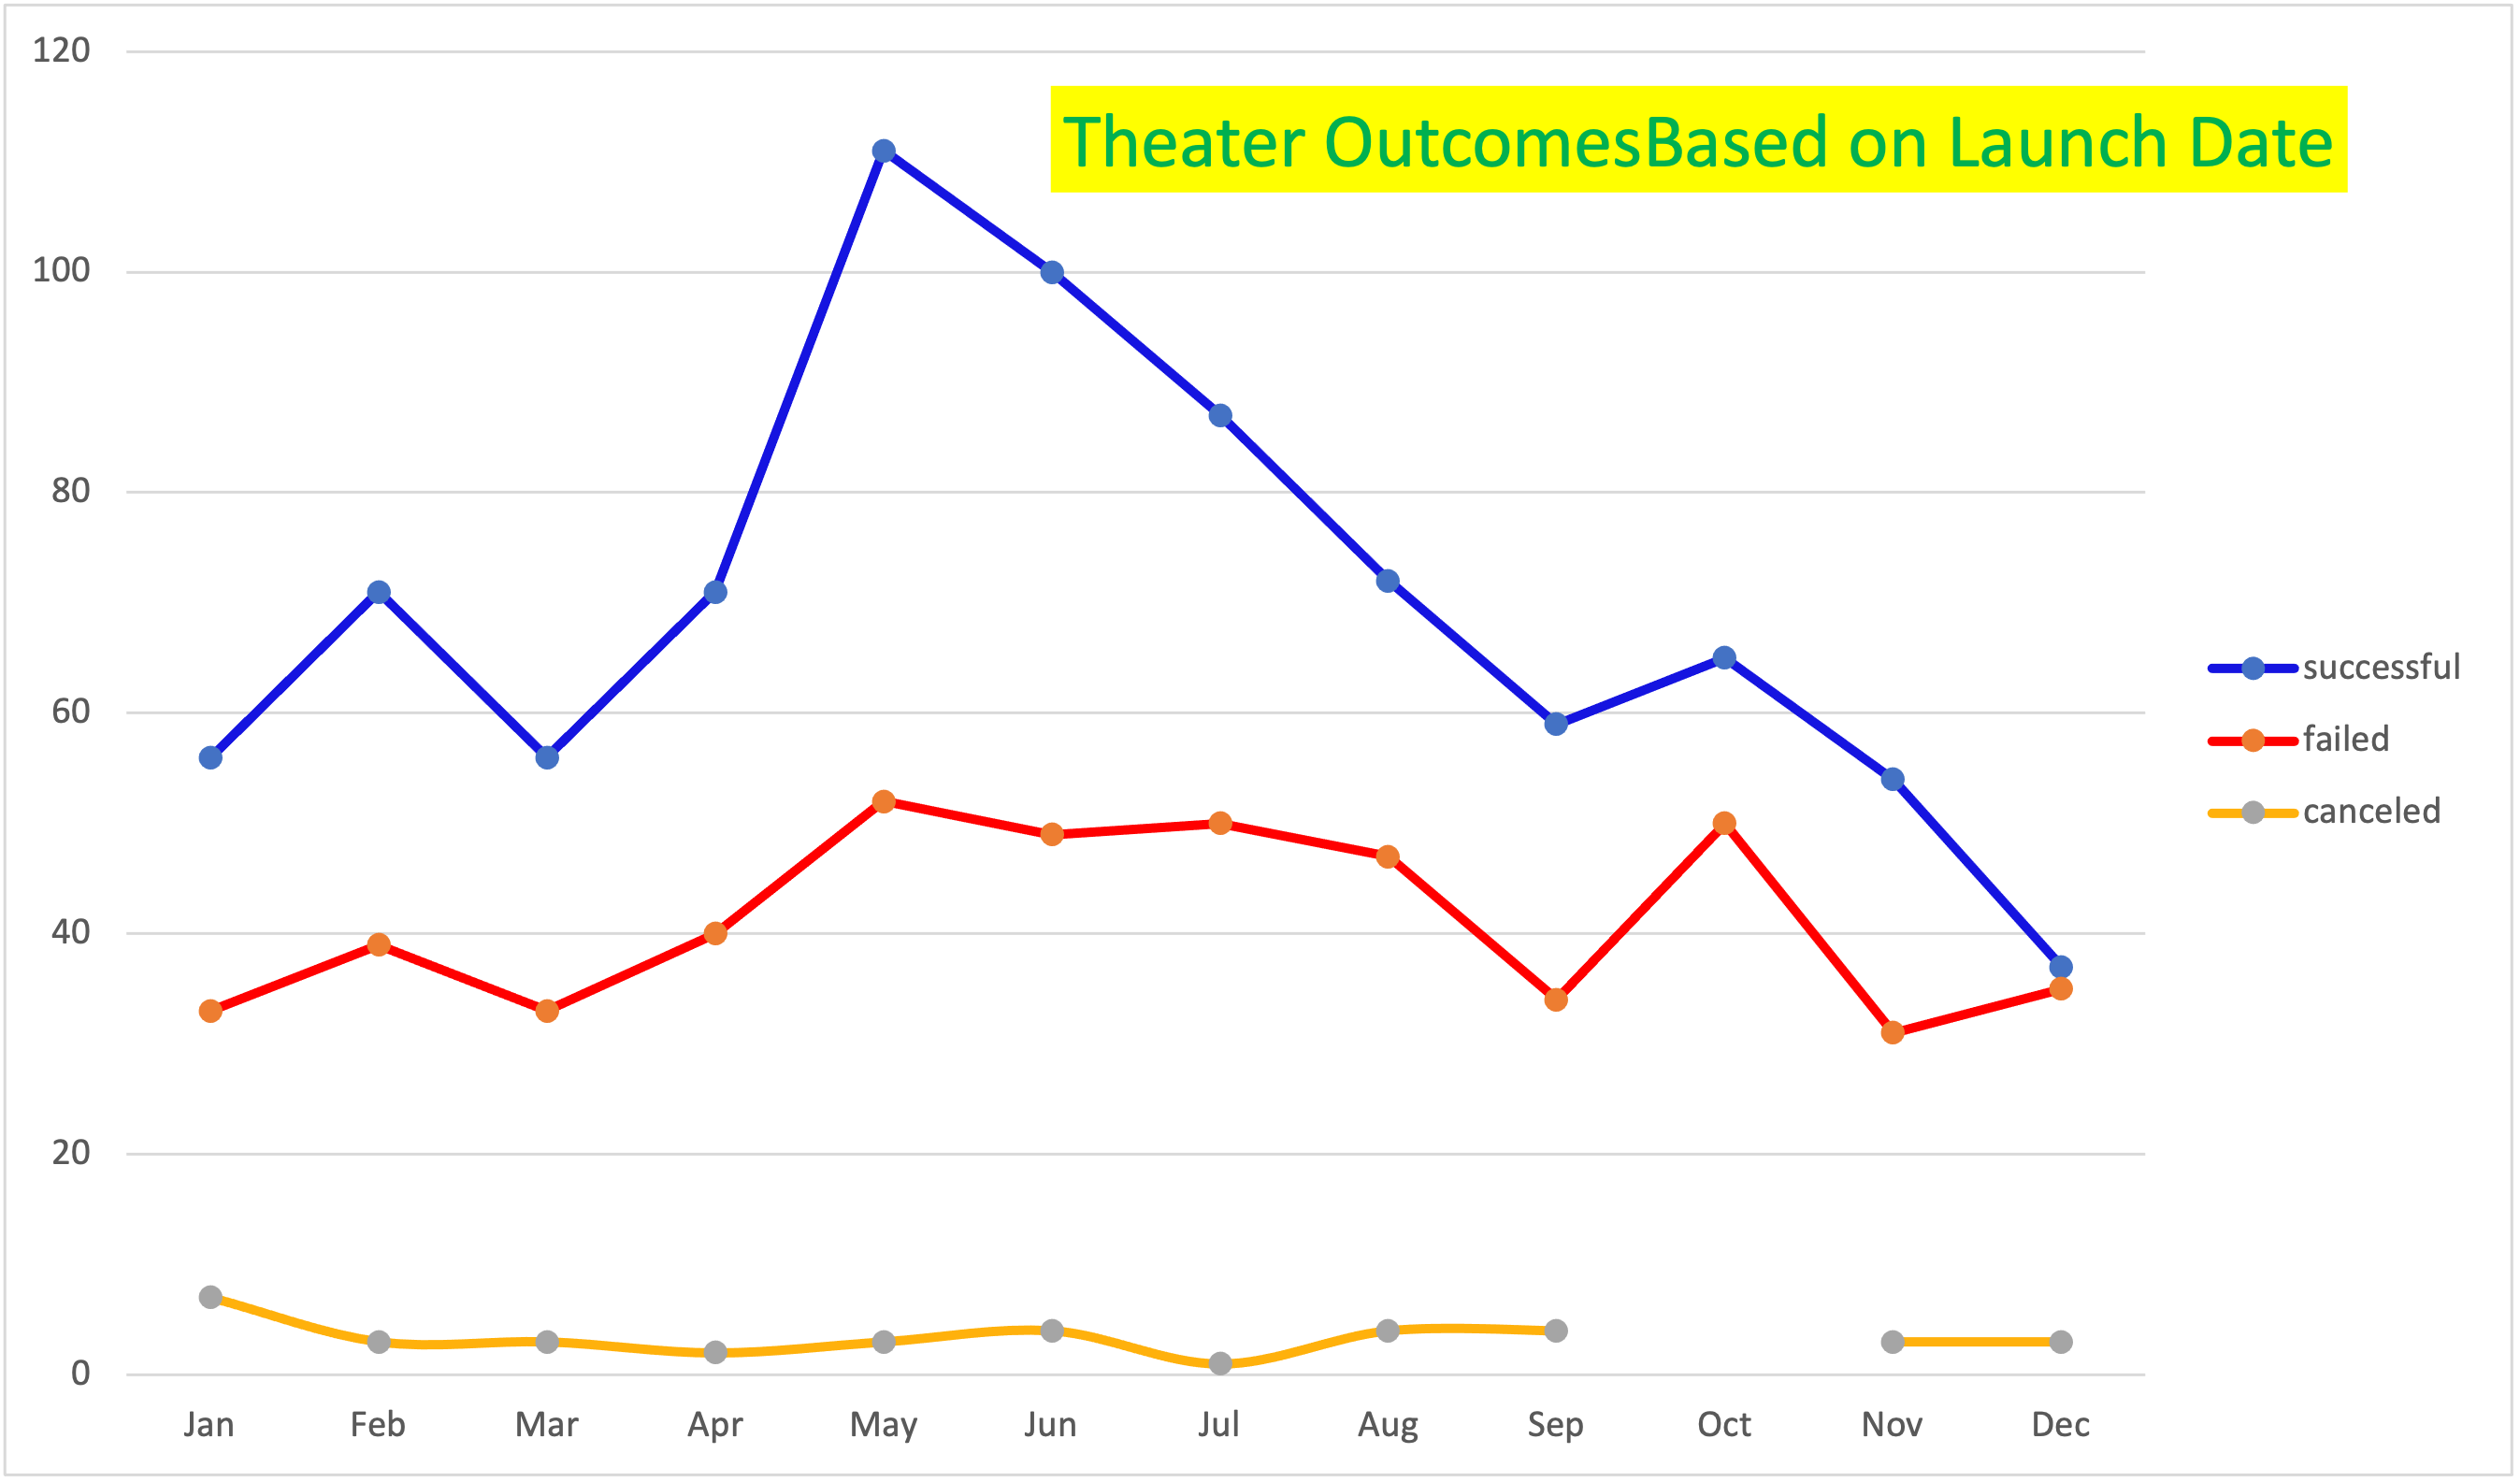 Theater OutcomesBased on Launch Date
120
100
80
60
40
20
0
Jan Feb Mar Apr May Jun Jul Aug Sep Oct Nov Dec
successful
failed
canceled